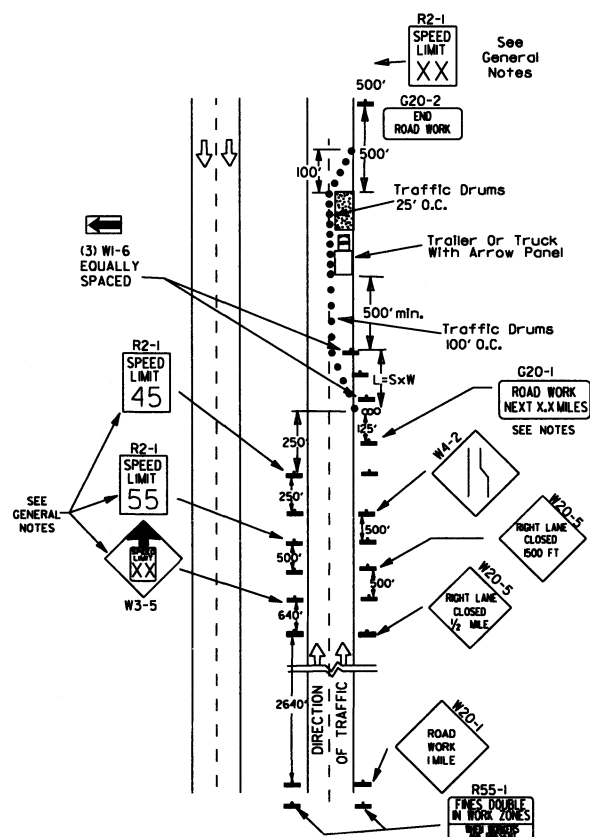 R2-1
SPEED
LIMIT
XX
See
General
Notes
500'
G20-2
END
ROAD WORK
500'
100'
Traffic Drums
25' O.C.
Trailer Or Truck
With Arrow Panel
(3) W1-6
EQUALLY
SPACED
500' min.
Traffic Drums
100' O.C.
R2-1
SPEED
LIMIT
45
L=SxW
G20-1
ROAD WORK
NEXT X.X MILES
SEE NOTES
125'
250'
W4-2
R2-1
SPEED
LIMIT
55
250'
SEE
GENERAL
NOTES
500'
W20-5
RIGHT LANE
CLOSED
1500 FT
500'
500'
SPEED
LIMIT
XX
W3-5
W20-5
RIGHT LANE
CLOSED
1/2 MILE
640'
2640'
DIRECTION
OF TRAFFIC
W20-1
ROAD
WORK
1 MILE
R55-1
FINES DOUBLE
IN WORK ZONES
WHEN WORKERS